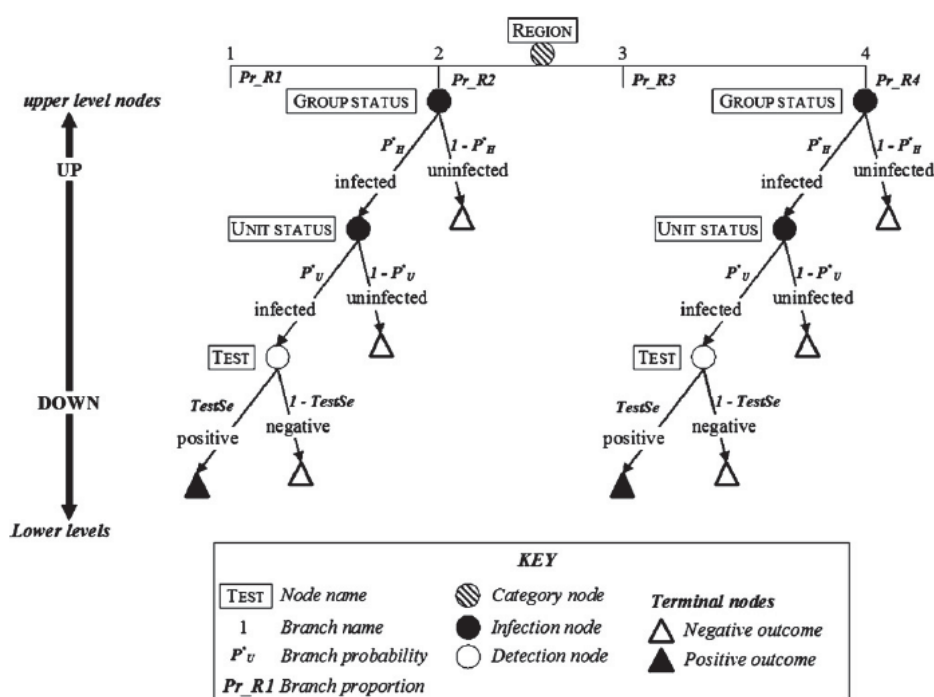 REGION
1 2 3 4
Pr_R1 Pr_R2 Pr_R3 Pr_R4
upper level nodes
GROUP STATUS GROUP STATUS
P*H 1 - P*H P*H 1 - P*H
UP
infected uninfected infected uninfected
UNIT STATUS UNIT STATUS
P*U 1 - P*U P*U 1 - P*U
infected uninfected infected uninfected
TEST TEST
DOWN
TestSe 1 - TestSe TestSe 1 - TestSe
positive negative positive negative
Lower levels
KEY
TEST Node name Category node Terminal nodes
1 Branch name Infection node Negative outcome
P*U Branch probability Detection node Positive outcome
Pr_R1 Branch proportion